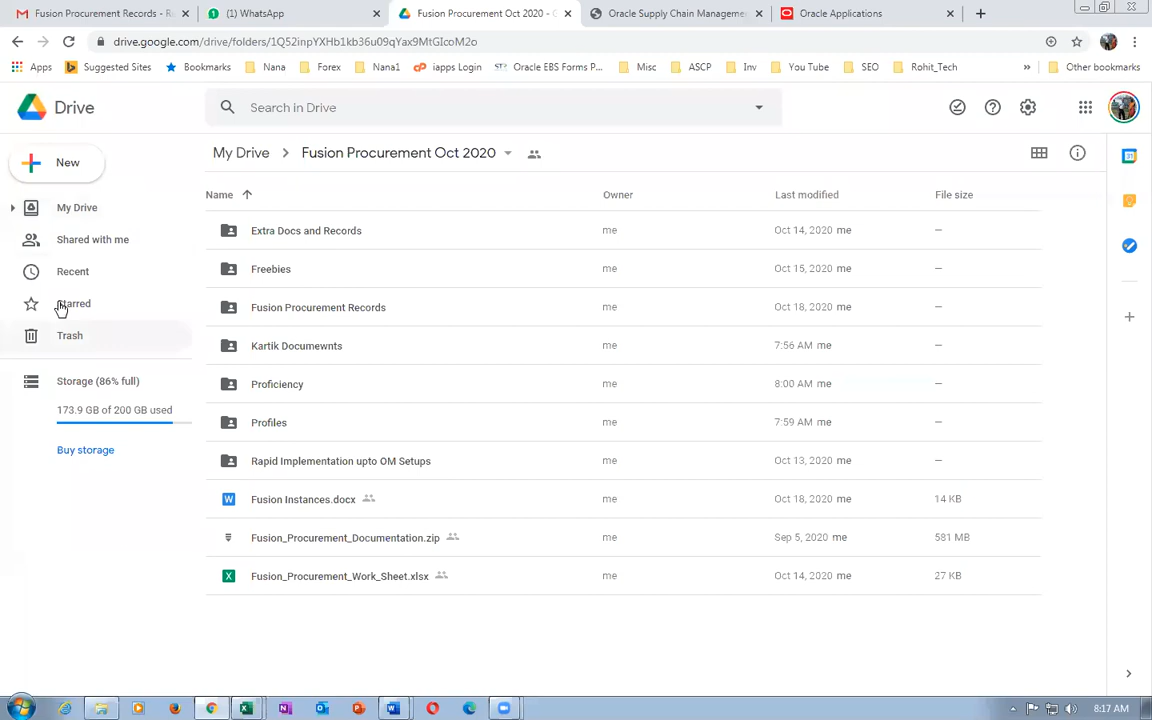 Fusion Procurement Records - R
(1) WhatsApp
Fusion Procurement Oct 2020 - G
Oracle Supply Chain Manageme
Oracle Applications
drive.google.com/drive/folders/1Q52inpYXHb1kb36u09qYax9MtGIcoM2o
Apps
Suggested Sites
Bookmarks
Nana
Forex
Nana1
iapps Login
Oracle EBS Forms P...
Misc
ASCP
Inv
You Tube
SEO
Rohit_Tech
»
Other bookmarks
Drive
Search in Drive
New
My Drive
Shared with me
Recent
Starred
Trash
Storage (86% full)
173.9 GB of 200 GB used
Buy storage
My Drive > Fusion Procurement Oct 2020
Name Owner Last modified File size
Extra Docs and Records me Oct 14, 2020 me –
Freebies me Oct 15, 2020 me –
Fusion Procurement Records me Oct 18, 2020 me –
Kartik Documewnts me 7:56 AM me –
Proficiency me 8:00 AM me –
Profiles me 7:59 AM me –
Rapid Implementation upto OM Setups me Oct 13, 2020 me –
Fusion Instances.docx me Oct 18, 2020 me 14 KB
Fusion_Procurement_Documentation.zip me Sep 5, 2020 me 581 MB
Fusion_Procurement_Work_Sheet.xlsx me Oct 14, 2020 me 27 KB
8:17 AM